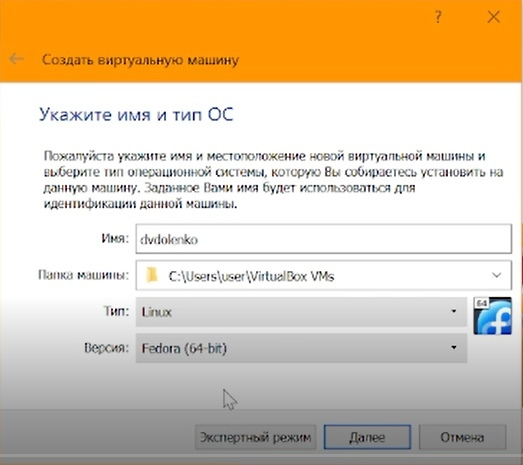 ?
Создать виртуальную машину
Укажите имя и тип ОС
Пожалуйста укажите имя и местоположение новой виртуальной машины и
выберите тип операционной системы, которую Вы собираетесь установить на
данную машину. Заданное Вами имя будет использоваться для
идентификации данной машины.
Имя: dvdolenko
Папка машины: C:\Users\user\VirtualBox VMs
Тип: Linux
64
Версия: Fedora (64-bit)
Экспертный режим Далее Отмена